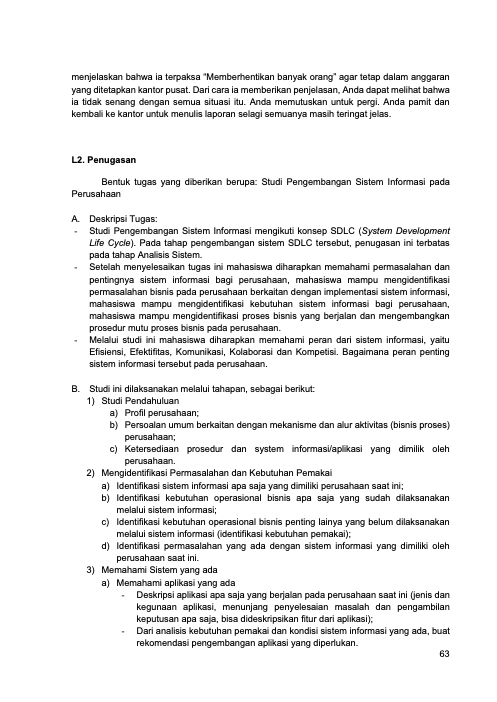 menjelaskan bahwa ia terpaksa “Memberhentikan banyak orang” agar tetap dalam anggaran
yang ditetapkan kantor pusat. Dari cara ia memberikan penjelasan, Anda dapat melihat bahwa
ia tidak senang dengan semua situasi itu. Anda memutuskan untuk pergi. Anda pamit dan
kembali ke kantor untuk menulis laporan selagi semuanya masih teringat jelas.
L2. Penugasan
Bentuk tugas yang diberikan berupa: Studi Pengembangan Sistem Informasi pada
Perusahaan
A. Deskripsi Tugas:
- Studi Pengembangan Sistem Informasi mengikuti konsep SDLC (System Development
Life Cycle). Pada tahap pengembangan sistem SDLC tersebut, penugasan ini terbatas
pada tahap Analisis Sistem.
- Setelah menyelesaikan tugas ini mahasiswa diharapkan memahami permasalahan dan
pentingnya sistem informasi bagi perusahaan, mahasiswa mampu mengidentifikasi
permasalahan bisnis pada perusahaan berkaitan dengan implementasi sistem informasi,
mahasiswa mampu mengidentifikasi kebutuhan sistem informasi bagi perusahaan,
mahasiswa mampu mengidentifikasi proses bisnis yang berjalan dan mengembangkan
prosedur mutu proses bisnis pada perusahaan.
- Melalui studi ini mahasiswa diharapkan memahami peran dari sistem informasi, yaitu
Efisiensi, Efektifitas, Komunikasi, Kolaborasi dan Kompetisi. Bagaimana peran penting
sistem informasi tersebut pada perusahaan.
B. Studi ini dilaksanakan melalui tahapan, sebagai berikut:
1) Studi Pendahuluan
a) Profil perusahaan;
b) Persoalan umum berkaitan dengan mekanisme dan alur aktivitas (bisnis proses)
perusahaan;
c) Ketersediaan prosedur dan system informasi/aplikasi yang dimilik oleh
perusahaan.
2) Mengidentifikasi Permasalahan dan Kebutuhan Pemakai
a) Identifikasi sistem informasi apa saja yang dimiliki perusahaan saat ini;
b) Identifikasi kebutuhan operasional bisnis apa saja yang sudah dilaksanakan
melalui sistem informasi;
c) Identifikasi kebutuhan operasional bisnis penting lainya yang belum dilaksanakan
melalui sistem informasi (identifikasi kebutuhan pemakai);
d) Identifikasi permasalahan yang ada dengan sistem informasi yang dimiliki oleh
perusahaan saat ini.
3) Memahami Sistem yang ada
a) Memahami aplikasi yang ada
- Deskripsi aplikasi apa saja yang berjalan pada perusahaan saat ini (jenis dan
kegunaan aplikasi, menunjang penyelesaian masalah dan pengambilan
keputusan apa saja, bisa dideskripsikan fitur dari aplikasi);
- Dari analisis kebutuhan pemakai dan kondisi sistem informasi yang ada, buat
rekomendasi pengembangan aplikasi yang diperlukan.
63